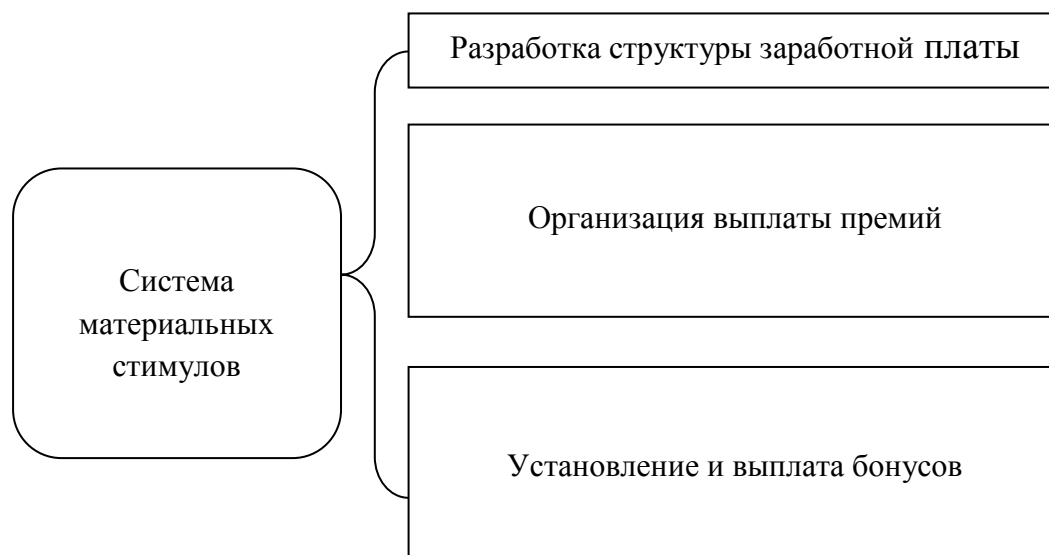 Разработка структуры заработной платы
Организация выплаты премий
Система
материальных
стимулов
Установление и выплата бонусов